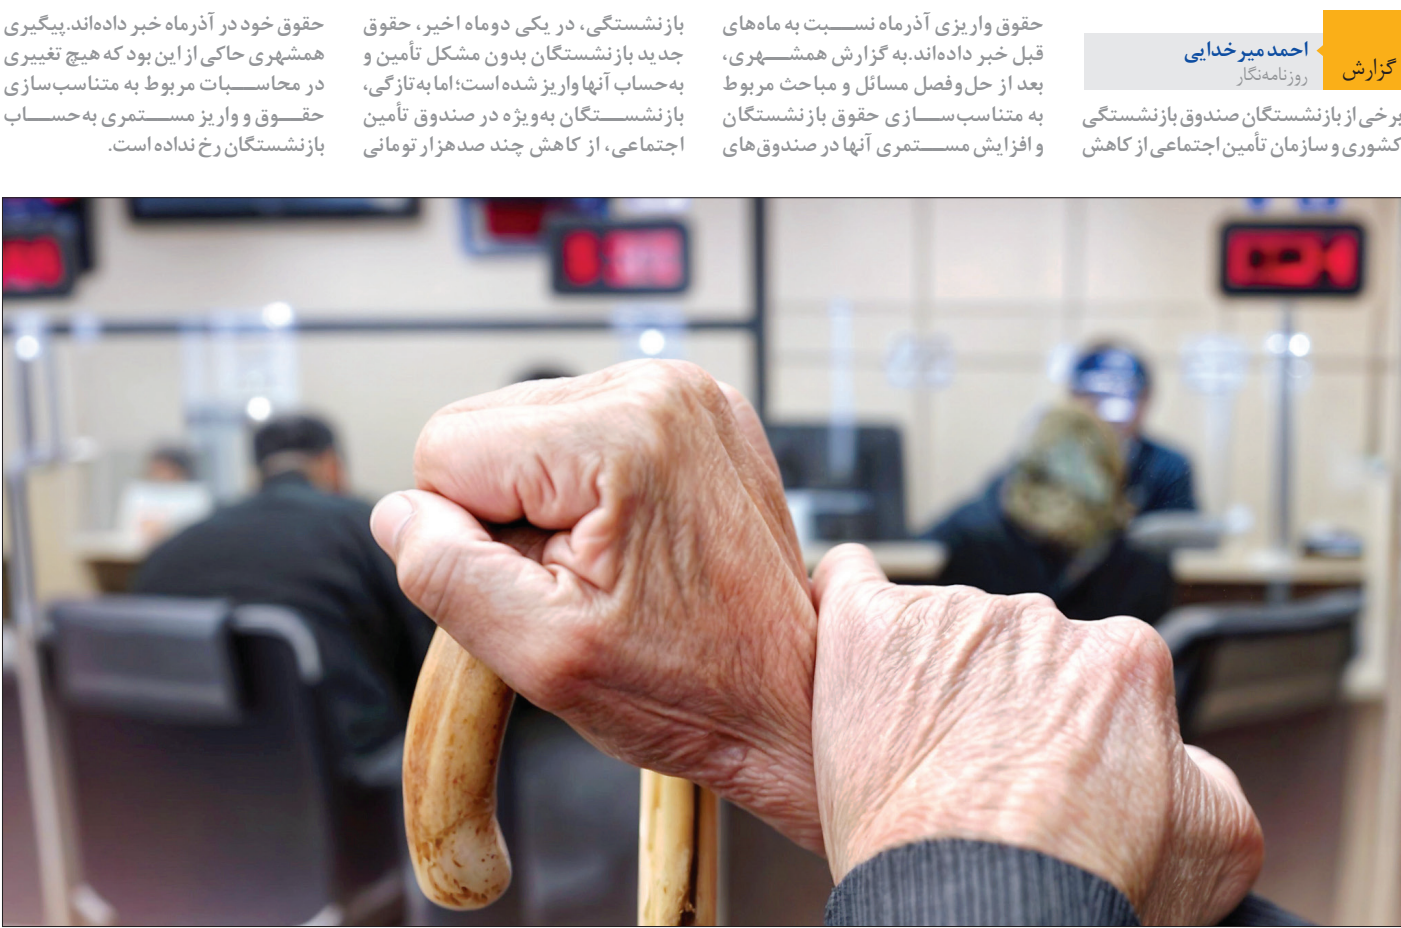 گزارش
احمد میرخدایی
روزنامه‌نگار
برخی از بازنشستگان صندوق بازنشستگی
کشوری و سازمان تأمین اجتماعی از کاهش
حقوق واریزی آذرماه نسبت به ماه‌های
قبل خبر داده‌اند.به گزارش همشهری،
بعد از حل‌وفصل مسائل و مباحث مربوط
به متناسب‌سازی حقوق بازنشستگان
و افزایش مستمری آنها در صندوق‌های
بازنشستگی، در یکی دوماه اخیر، حقوق
جدید بازنشستگان بدون مشکل تأمین و
به‌حساب آنها واریز شده است؛ اما به‌تازگی،
بازنشستگان به‌ویژه در صندوق تأمین
اجتماعی، از کاهش چند صدهزار تومانی
حقوق خود در آذرماه خبر داده‌اند.پیگیری
همشهری حاکی از این بود که هیچ تغییری
در محاسبات مربوط به متناسب‌سازی
حقوق و واریز مستمری به‌حساب
بازنشستگان رخ نداده است.